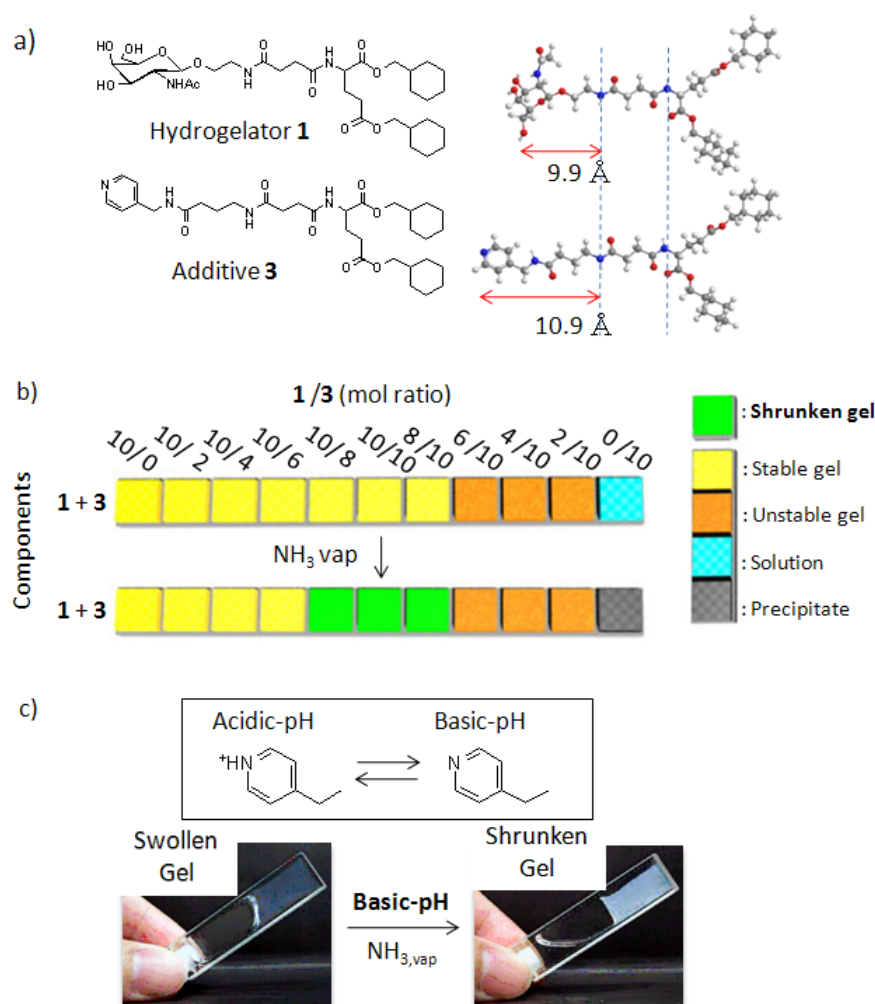 a)
HO
OH
HO
HO
O
O
NHAc
O
N
H
O
O
H
N
O
O
O
O
Hydrogelator 1
9.9 Å
N
H
N
O
N
H
O
O
H
N
O
O
O
O
Additive 3
10.9 Å
b)
1 /3 (mol ratio)
10/0
10/ 2
10/4
10/6
10/8
10/10
8/10
6/10
4/10
2/10
0/10
Components
1 + 3
NH3 vap
1 + 3
: Shrunken gel
: Stable gel
: Unstable gel
: Solution
: Precipitate
c)
Acidic-pH
Basic-pH
+HN
N
Swollen
Gel
Shrunken
Gel
Basic-pH
NH3,vap